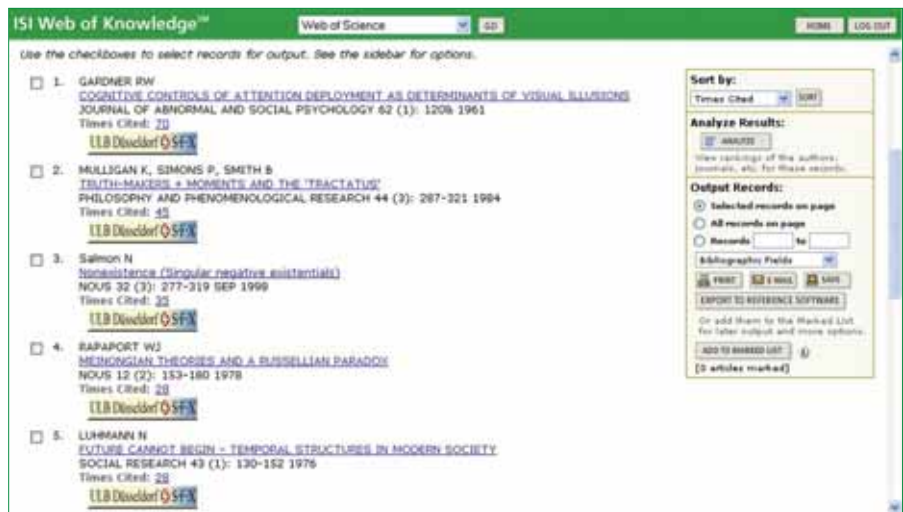 ISI Web of Knowledge℠
Web of Science
GO
HOME
LOG OUT
Use the checkboxes to select records for output. See the sidebar for options.
1. GARDNER RW
COGNITIVE CONTROLS OF ATTENTION DEPLOYMENT AS DETERMINANTS OF VISUAL ILLUSIONS
JOURNAL OF ABNORMAL AND SOCIAL PSYCHOLOGY 62 (1): 120& 1961
Times Cited: 70
ULB Düsseldorf S·F·X
2. MULLIGAN K, SIMONS P, SMITH B
TRUTH-MAKERS + MOMENTS AND THE 'TRACTATUS'
PHILOSOPHY AND PHENOMENOLOGICAL RESEARCH 44 (3): 287-321 1984
Times Cited: 45
ULB Düsseldorf S·F·X
3. Salmon N
Nonexistence (Singular negative existentials)
NOUS 32 (3): 277-319 SEP 1998
Times Cited: 35
ULB Düsseldorf S·F·X
4. RAPAPORT WJ
MEINONGIAN THEORIES AND A RUSSELLIAN PARADOX
NOUS 12 (2): 153-180 1978
Times Cited: 28
ULB Düsseldorf S·F·X
5. LUHMANN N
FUTURE CANNOT BEGIN - TEMPORAL STRUCTURES IN MODERN SOCIETY
SOCIAL RESEARCH 43 (1): 130-152 1976
Times Cited: 28
ULB Düsseldorf S·F·X
Sort by:
Times Cited
SORT
Analyze Results:
ANALYZE
View rankings of the authors,
journals, etc. for these records.
Output Records:
Selected records on page
All records on page
Records to
Bibliographic Fields
PRINT E-MAIL SAVE
EXPORT TO REFERENCE SOFTWARE
Or add them to the Marked List
for later output and more options.
ADD TO MARKED LIST
[0 articles marked]